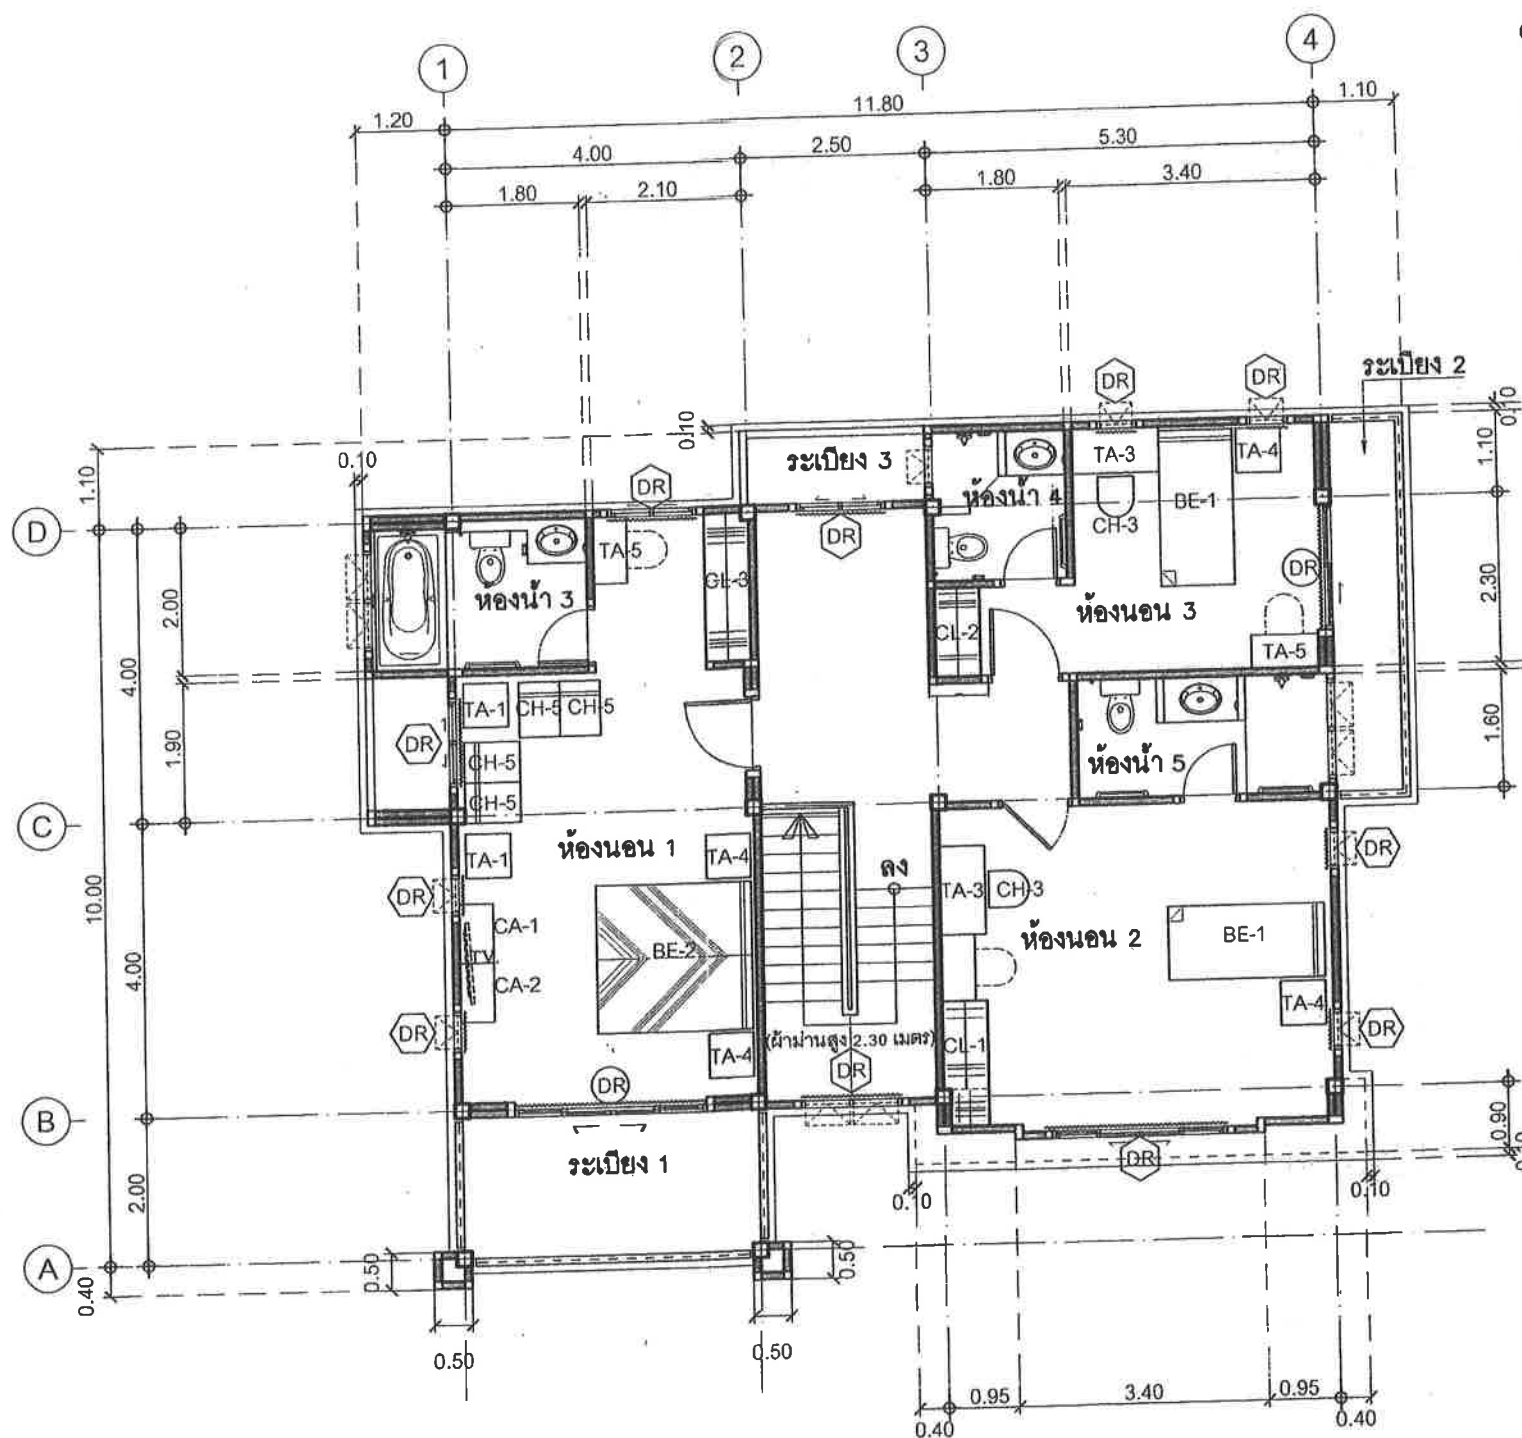 1
2
3
4
11.80
1.20
1.10
4.00
2.50
5.30
1.80
2.10
1.80
3.40
ระเบียง 2
DR
DR
0.10
0.10
0.10
1.10
1.10
ระเบียง 3
DR
ห้องน้ำ 4
TA-3
TA-4
BE-1
CH-3
D
DR
TA-5
CL-3
ห้องน้ำ 3
DR
2.30
2.00
4.00
ห้องนอน 3
CL-2
TA-5
TA-1
CH-5
CH-5
DR
1.90
CH-5
CH-5
ห้องน้ำ 5
1.60
C
ห้องนอน 1
TA-1
TA-4
ลง
DR
TA-3
CH-3
DR
10.00
CA-1
TV.
BE-2
CA-2
ห้องนอน 2
BE-1
4.00
TA-4
DR
DR
(ผ้าม่านสูง 2.30 เมตร)
CL-1
TA-4
DR
DR
B
0.90
ระเบียง 1
DR
2.00
0.10
0.10
A
0.50
0.50
0.40
0.50
0.50
0.95
3.40
0.95
0.40
0.40